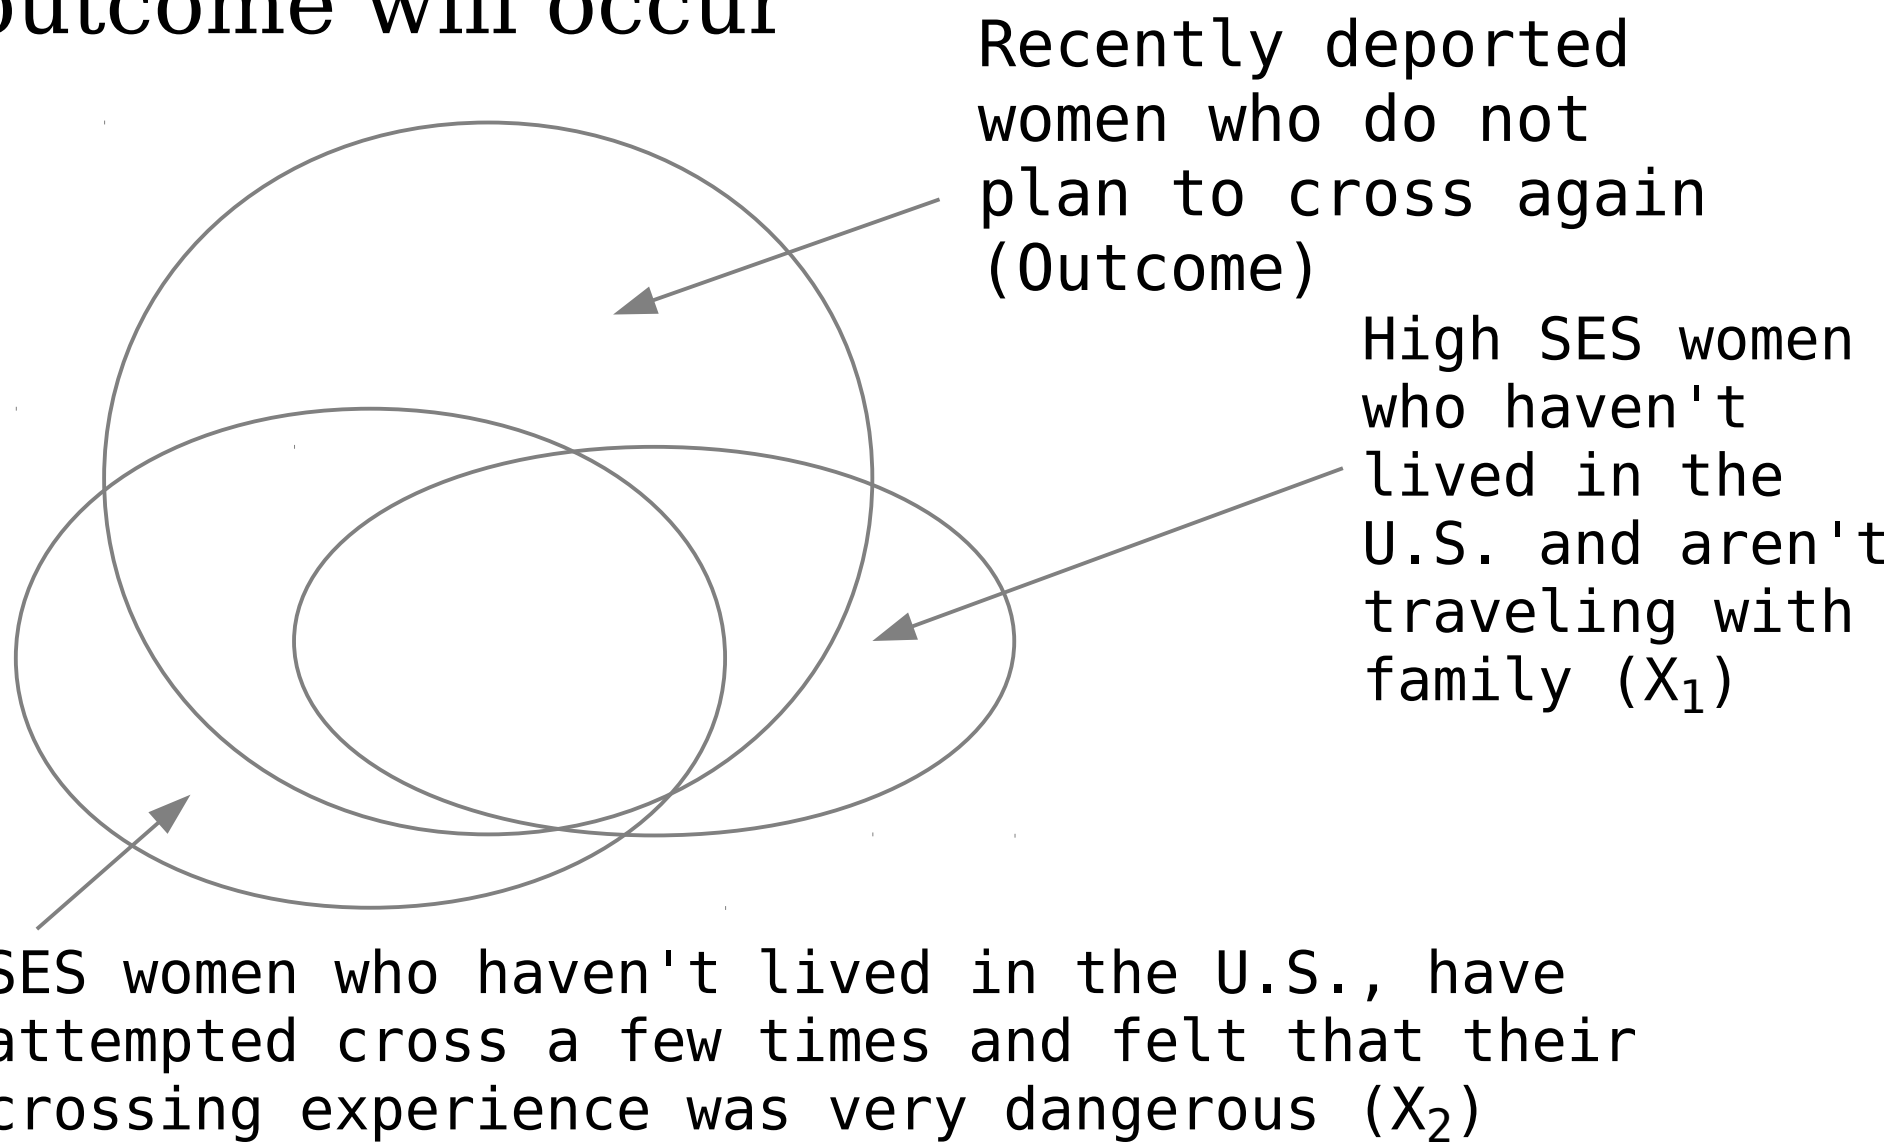 outcome will occur
Recently deported
women who do not
plan to cross again
(Outcome)
High SES women
who haven't
lived in the
U.S. and aren't
traveling with
family (X₁)
SES women who haven't lived in the U.S., have
attempted cross a few times and felt that their
crossing experience was very dangerous (X₂)